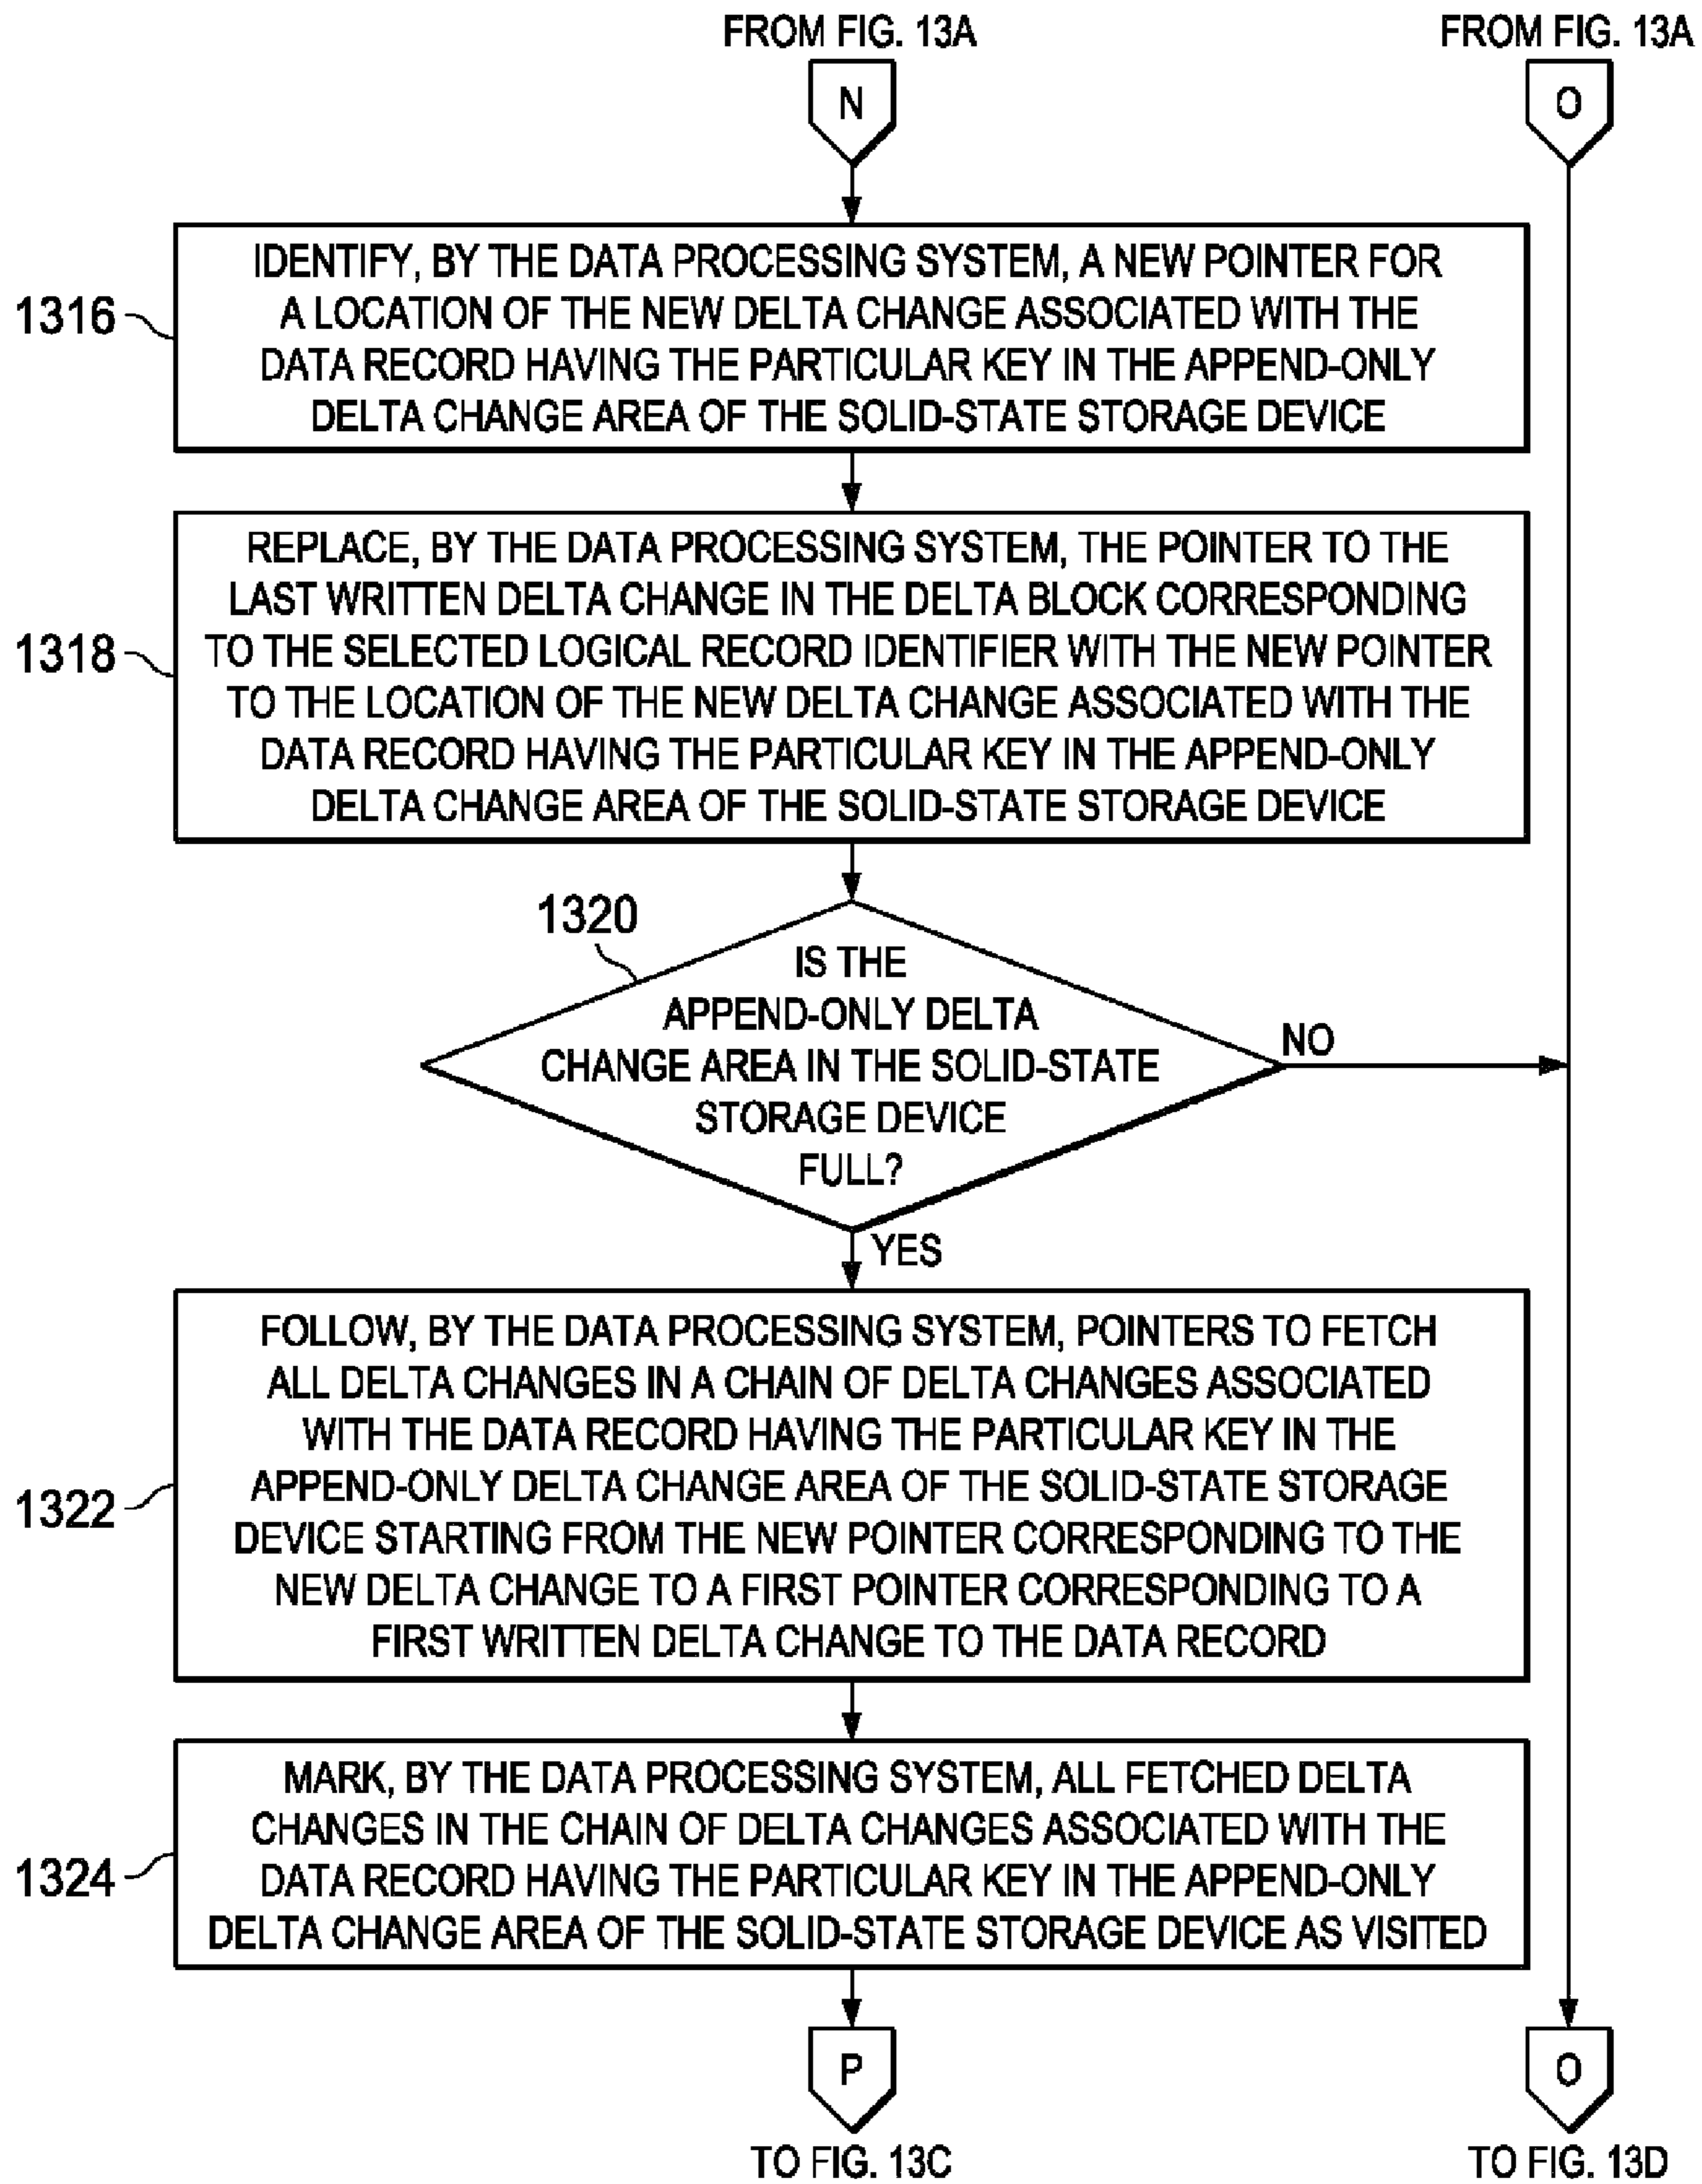 FROM FIG. 13A
FROM FIG. 13A
N
O
1316
IDENTIFY, BY THE DATA PROCESSING SYSTEM, A NEW POINTER FOR
A LOCATION OF THE NEW DELTA CHANGE ASSOCIATED WITH THE
DATA RECORD HAVING THE PARTICULAR KEY IN THE APPEND-ONLY
DELTA CHANGE AREA OF THE SOLID-STATE STORAGE DEVICE
1318
REPLACE, BY THE DATA PROCESSING SYSTEM, THE POINTER TO THE
LAST WRITTEN DELTA CHANGE IN THE DELTA BLOCK CORRESPONDING
TO THE SELECTED LOGICAL RECORD IDENTIFIER WITH THE NEW POINTER
TO THE LOCATION OF THE NEW DELTA CHANGE ASSOCIATED WITH THE
DATA RECORD HAVING THE PARTICULAR KEY IN THE APPEND-ONLY
DELTA CHANGE AREA OF THE SOLID-STATE STORAGE DEVICE
1320
IS THE
APPEND-ONLY DELTA
CHANGE AREA IN THE SOLID-STATE
STORAGE DEVICE
FULL?
NO
YES
1322
FOLLOW, BY THE DATA PROCESSING SYSTEM, POINTERS TO FETCH
ALL DELTA CHANGES IN A CHAIN OF DELTA CHANGES ASSOCIATED
WITH THE DATA RECORD HAVING THE PARTICULAR KEY IN THE
APPEND-ONLY DELTA CHANGE AREA OF THE SOLID-STATE STORAGE
DEVICE STARTING FROM THE NEW POINTER CORRESPONDING TO THE
NEW DELTA CHANGE TO A FIRST POINTER CORRESPONDING TO A
FIRST WRITTEN DELTA CHANGE TO THE DATA RECORD
1324
MARK, BY THE DATA PROCESSING SYSTEM, ALL FETCHED DELTA
CHANGES IN THE CHAIN OF DELTA CHANGES ASSOCIATED WITH THE
DATA RECORD HAVING THE PARTICULAR KEY IN THE APPEND-ONLY
DELTA CHANGE AREA OF THE SOLID-STATE STORAGE DEVICE AS VISITED
P
O
TO FIG. 13C
TO FIG. 13D